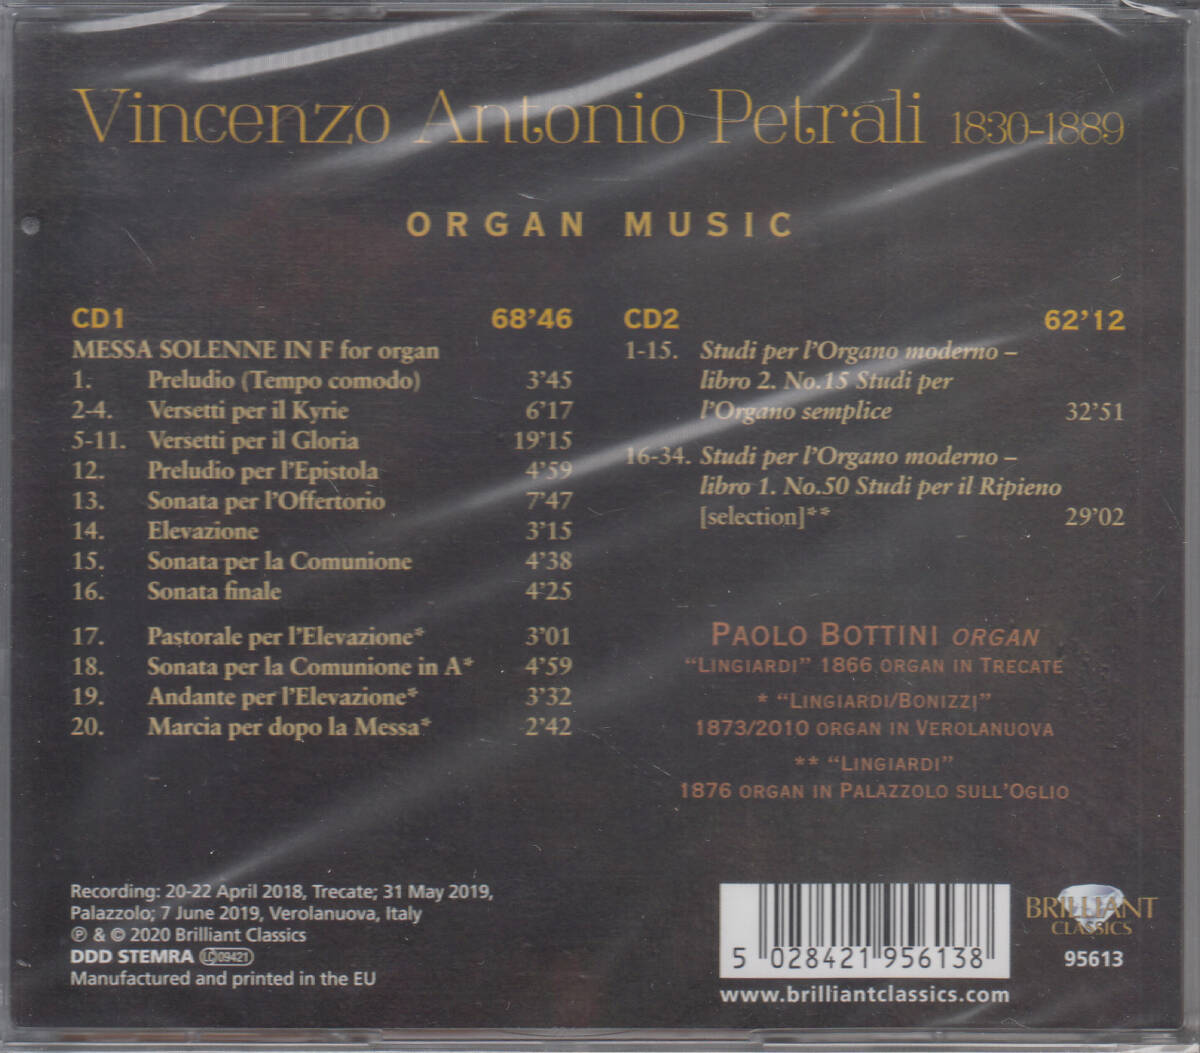 Vincenzo Antonio Petrali 1830-1889
ORGAN MUSIC
CD1 68'46
MESSA SOLENNE IN F for organ
1. Preludio (Tempo comodo) 3'45
2-4. Versetti per il Kyrie 6'17
5-11. Versetti per il Gloria 19'15
12. Preludio per l'Epistola 4'59
13. Sonata per l'Offertorio 7'47
14. Elevazione 3'15
15. Sonata per la Comunione 4'38
16. Sonata finale 4'25
17. Pastorale per l'Elevazione* 3'01
18. Sonata per la Comunione in A* 4'59
19. Andante per l'Elevazione* 3'32
20. Marcia per dopo la Messa* 2'42
CD2 62'12
1-15. Studi per l'Organo moderno –
libro 2. No.15 Studi per
l'Organo semplice 32'51
16-34. Studi per l'Organo moderno –
libro 1. No.50 Studi per il Ripieno
[selection]** 29'02
PAOLO BOTTINI ORGAN
"LINGIARDI" 1866 ORGAN IN TRECATE
* "LINGIARDI/BONIZZI"
1873/2010 ORGAN IN VEROLANUOVA
** "LINGIARDI"
1876 ORGAN IN PALAZZOLO SULL'OGLIO
Recording: 20-22 April 2018, Trecate; 31 May 2019,
Palazzolo; 7 June 2019, Verolanuova, Italy
℗ & © 2020 Brilliant Classics
DDD STEMRA LC 09421
Manufactured and printed in the EU
5 028421 956138
www.brilliantclassics.com
BRILLIANT
CLASSICS
95613